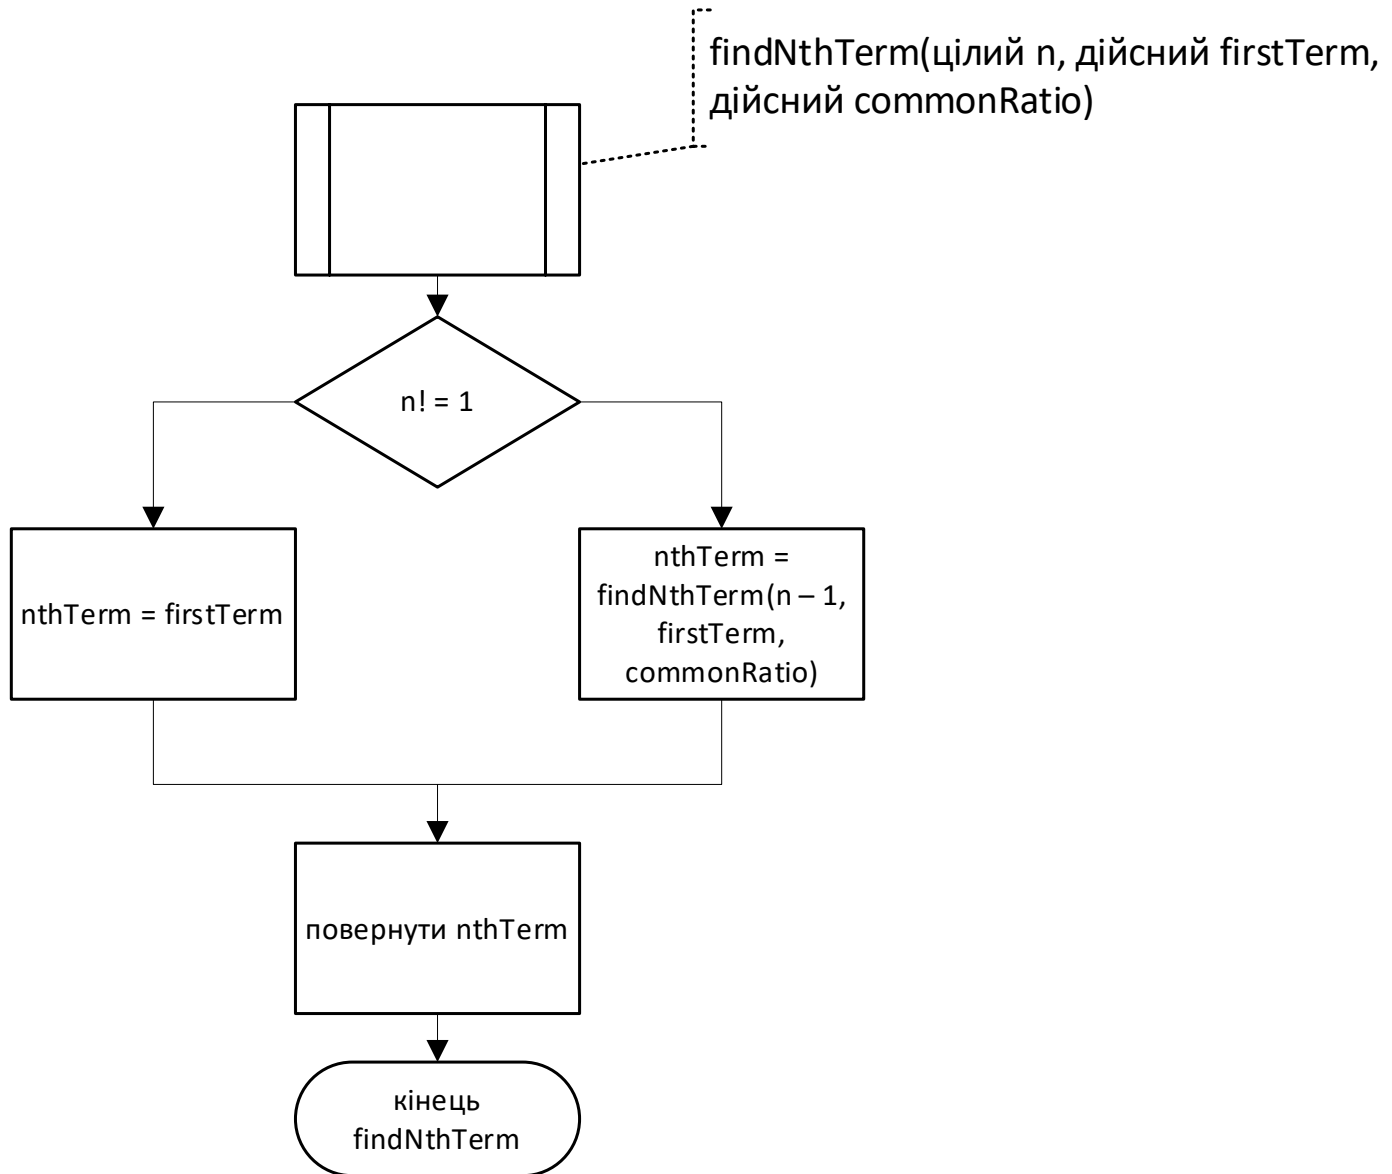 findNthTerm(цілий n, дійсний firstTerm,
дійсний commonRatio)
n! = 1
nthTerm = firstTerm
nthTerm =
findNthTerm(n – 1,
firstTerm,
commonRatio)
повернути nthTerm
кінець
findNthTerm